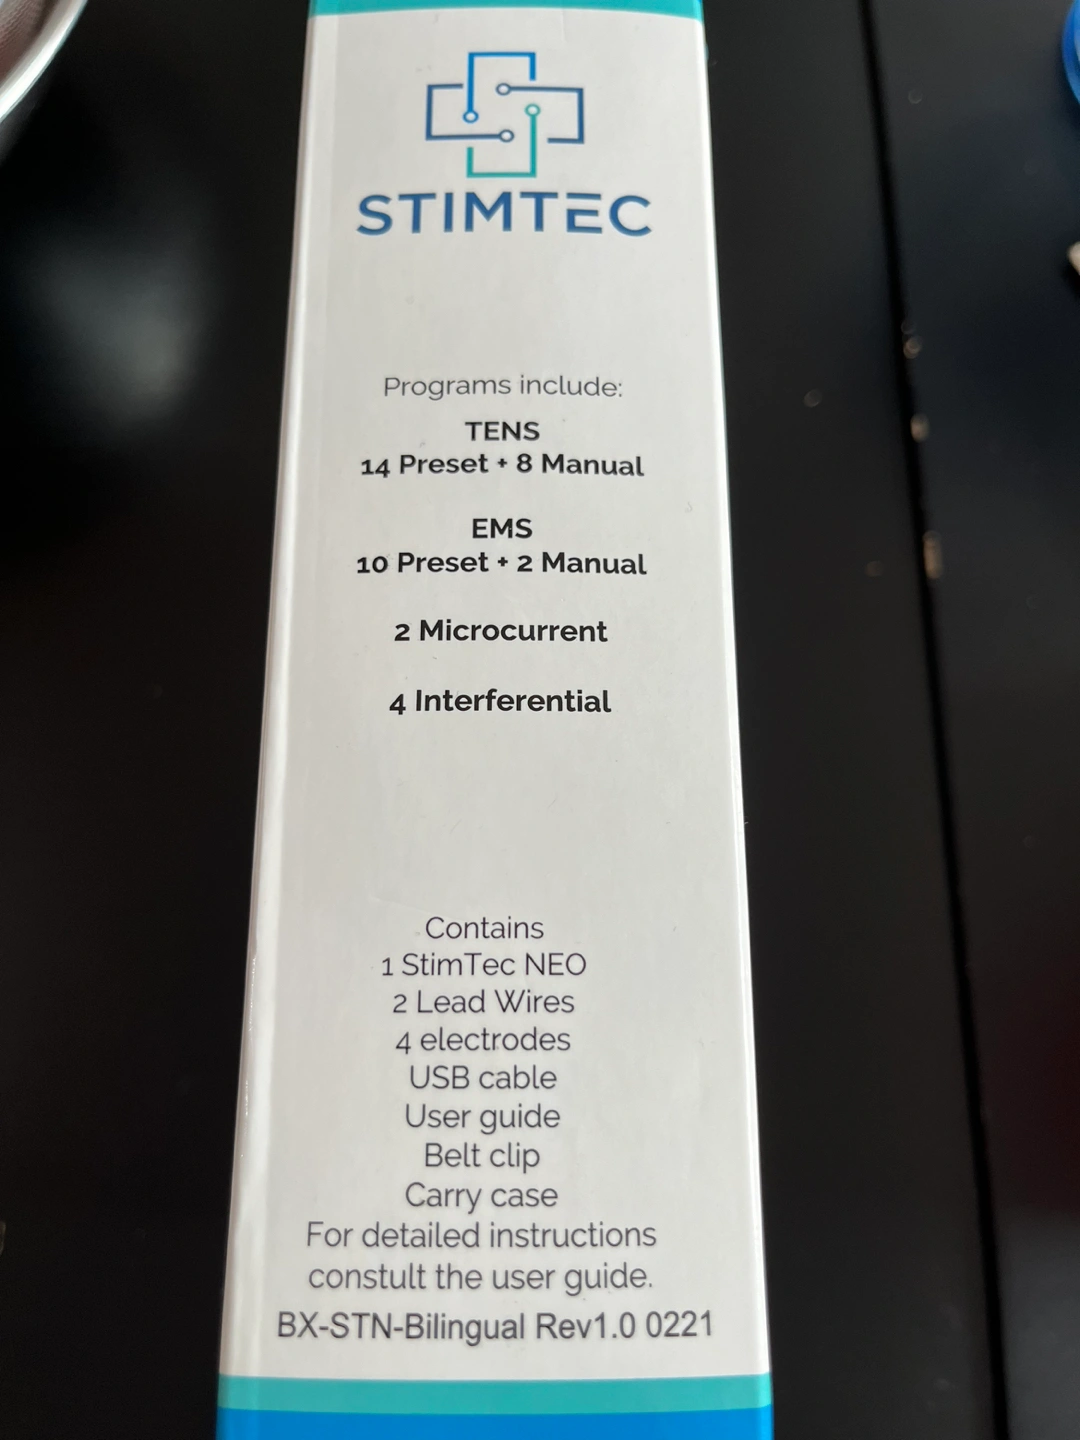 STIMTEC
Programs include:
TENS
14 Preset + 8 Manual
EMS
10 Preset + 2 Manual
2 Microcurrent
4 Interferential
Contains
1 StimTec NEO
2 Lead Wires
4 electrodes
USB cable
User guide
Belt clip
Carry case
For detailed instructions
constult the user guide.
BX-STN-Bilingual Rev1.0 0221